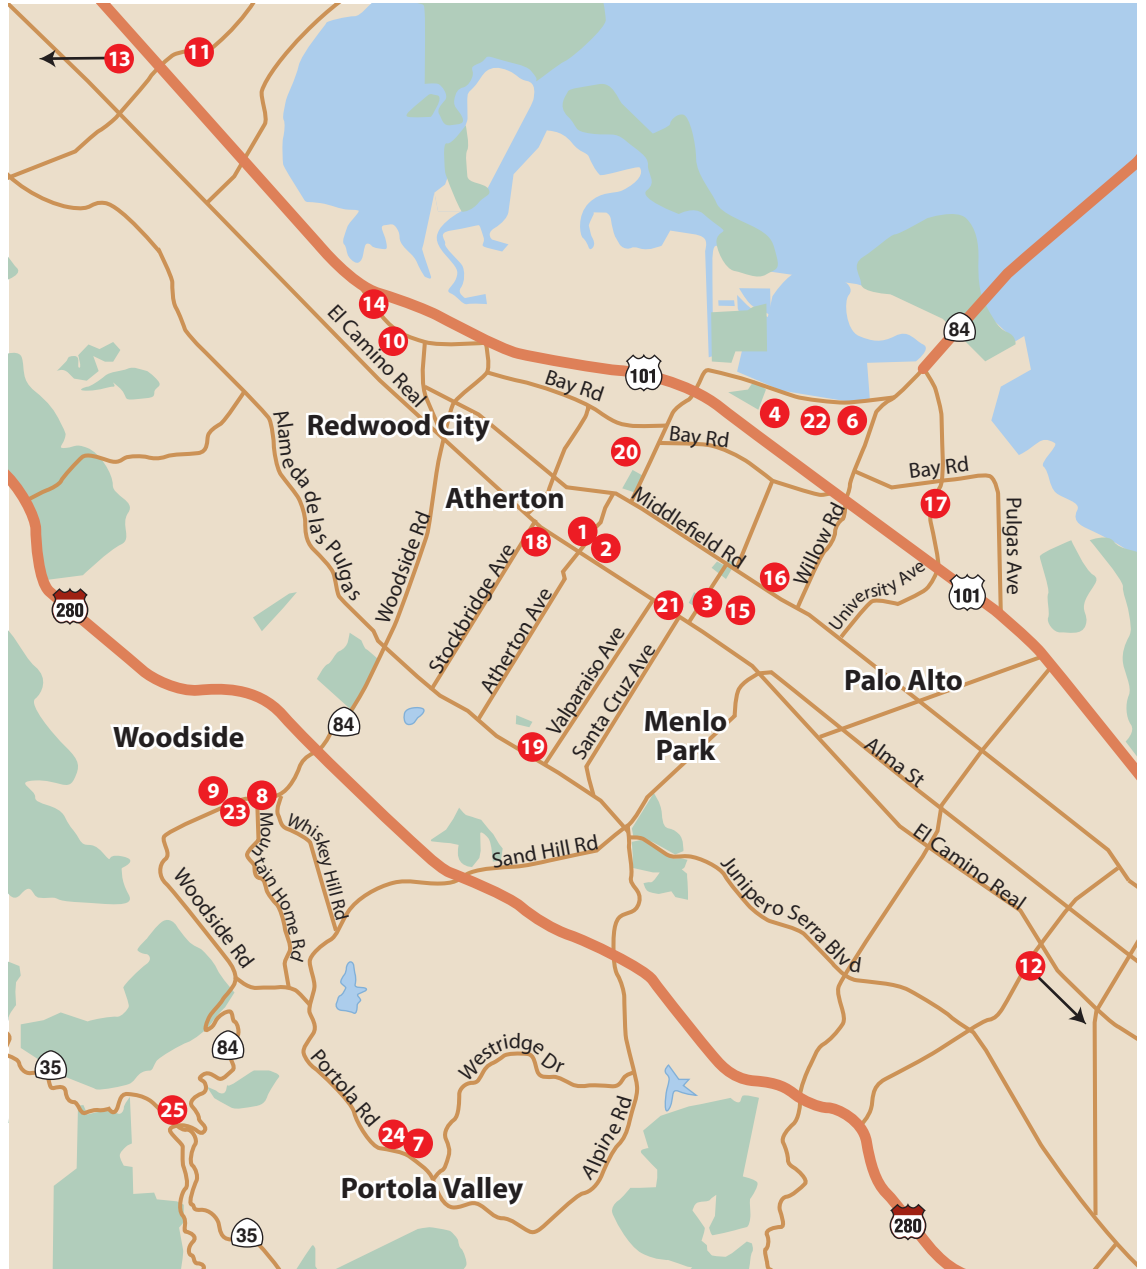 13
11
84
14
El Camino Real
10
101
Bay Rd
4
22
6
Redwood City
Alameda de las Pulgas
Bay Rd
20
Bay Rd
Atherton
Middlefield Rd
17
Pulgas Ave
Woodside Rd
18
1
2
Willow Rd
16
University Ave
101
280
Stockbridge Ave
Atherton Ave
21
3
15
Valparaiso Ave
Santa Cruz Ave
Palo Alto
84
Woodside
Menlo
Park
19
Alma St
9
8
23
Mountain Home Rd
Whiskey Hill Rd
Sand Hill Rd
El Camino Real
Woodside Rd
Junipero Serra Blvd
12
84
35
Portola Rd
Westridge Dr
25
24
7
Alpine Rd
Portola Valley
35
280